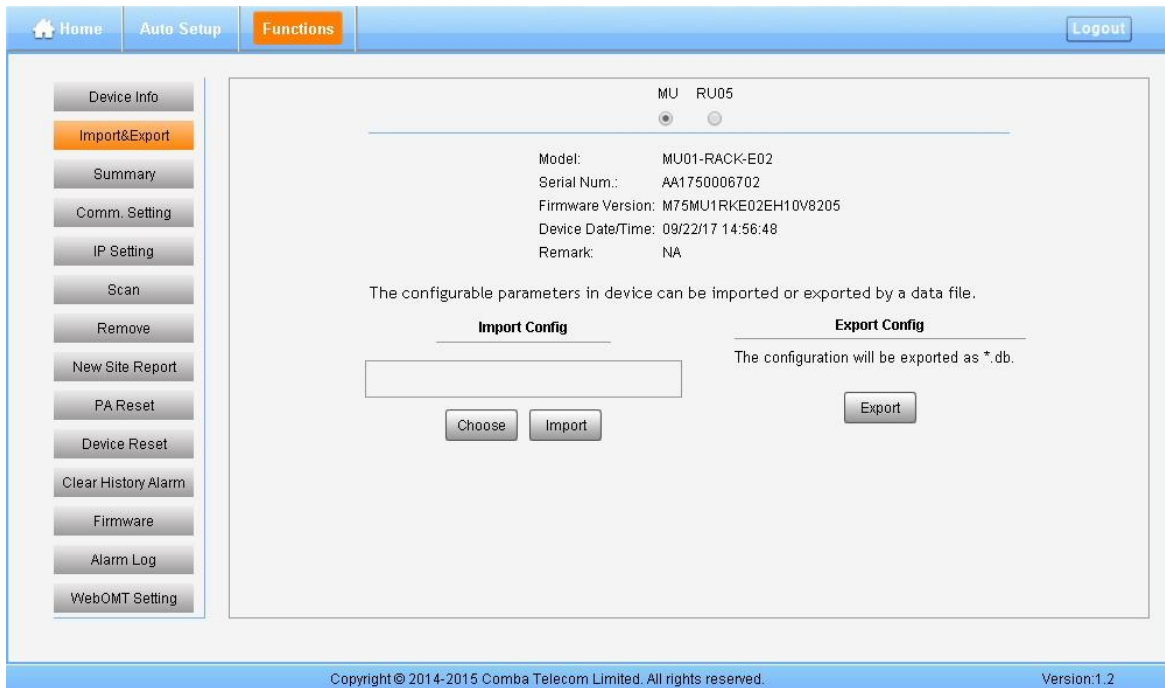 Home Auto Setup Functions Logout
Device Info
Import&Export
Summary
Comm. Setting
IP Setting
Scan
Remove
New Site Report
PA Reset
Device Reset
Clear History Alarm
Firmware
Alarm Log
WebOMT Setting
MU RU05
Model: MU01-RACK-E02
Serial Num.: AA1750006702
Firmware Version: M75MU1RKE02EH10V8205
Device Date/Time: 09/22/17 14:56:48
Remark: NA
The configurable parameters in device can be imported or exported by a data file.
Import Config
Choose Import
Export Config
The configuration will be exported as *.db.
Export
Copyright © 2014-2015 Comba Telecom Limited. All rights reserved. Version:1.2